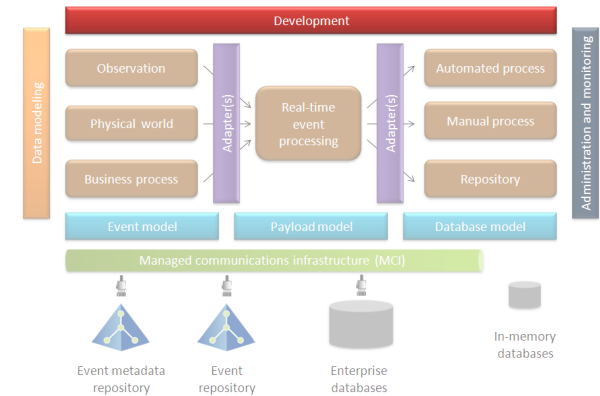 Development
Data modeling
Observation
Physical world
Business process
Adapter(s)
Real-time
event
processing
Adapter(s)
Automated process
Manual process
Repository
Administration and monitoring
Event model
Payload model
Database model
Managed communications infrastructure (MCI)
Event metadata
repository
Event
repository
Enterprise
databases
In-memory
databases